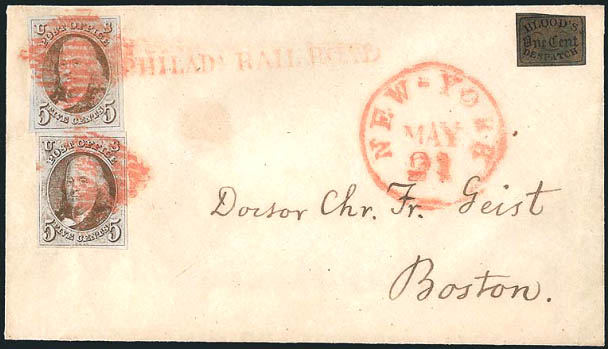 U S
POST OFFICE
5 FIVE CENTS 5
U S
POST OFFICE
5 FIVE CENTS 5
PHILADA RAIL ROAD
NEW-YORK
MAY
21
BLOOD'S
One Cent
DESPATCH
Doctor Chr. Fr. Geist
Boston.